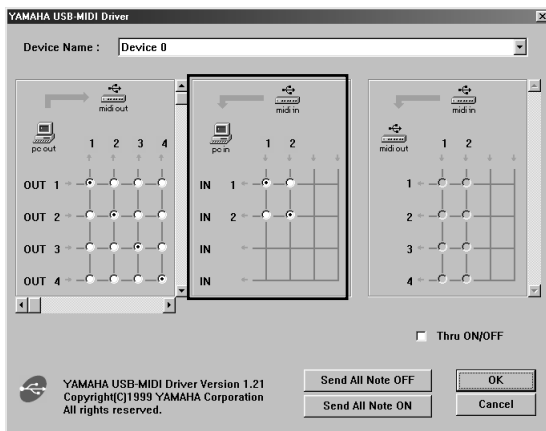 YAMAHA USB-MIDI Driver
Device Name : Device 0
midi out
pc out
1 2 3 4
OUT 1
OUT 2
OUT 3
OUT 4
midi in
pc in
1 2
IN 1
IN 2
IN
IN
midi in
midi out
1 2
1
2
3
4
Thru ON/OFF
YAMAHA USB-MIDI Driver Version 1.21
Copyright[C]1999 YAMAHA Corporation
All rights reserved.
Send All Note OFF
OK
Send All Note ON
Cancel